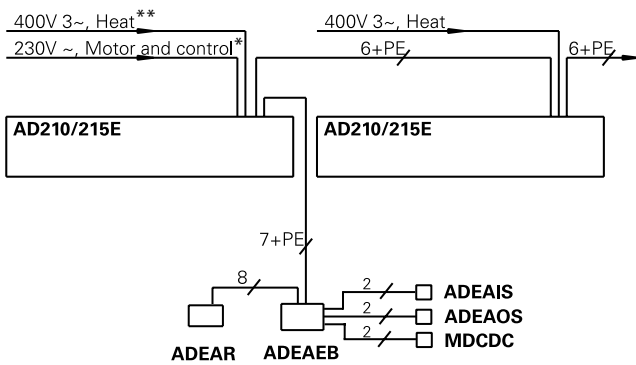 400V 3~, Heat** 400V 3~, Heat
230V ~, Motor and control* 6+PE 6+PE
AD210/215E AD210/215E
7+PE
8 2 ADEAIS
2 ADEAOS
2 MDCDC
ADEAR ADEAEB